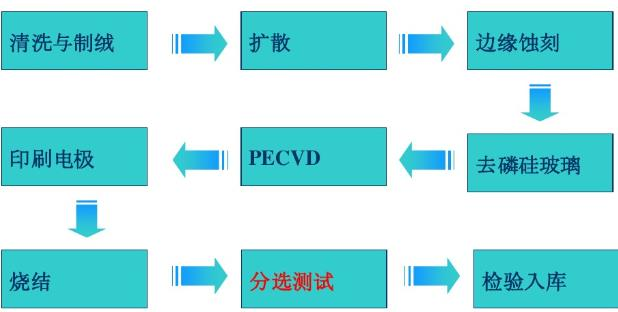 清洗与制绒
扩散
边缘蚀刻
去磷硅玻璃
PECVD
印刷电极
烧结
分选测试
检验入库